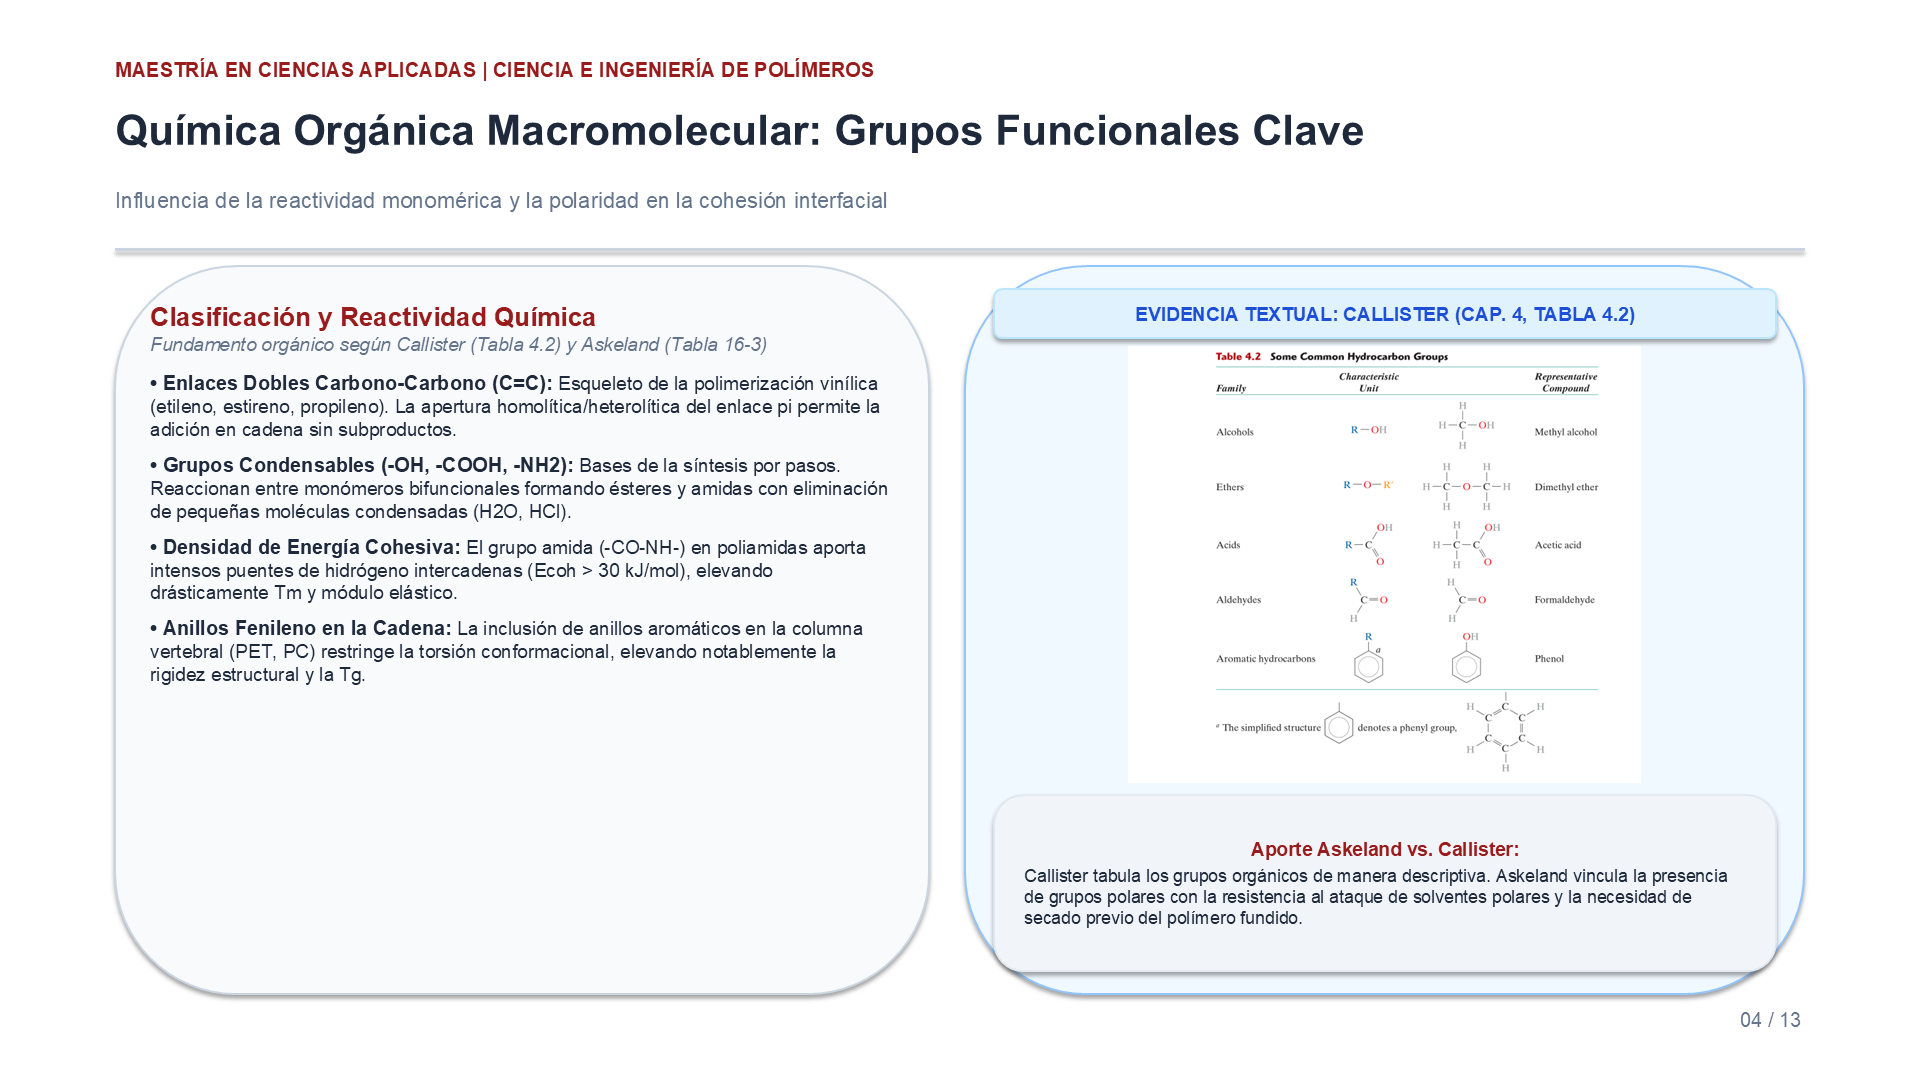 MAESTRÍA EN CIENCIAS APLICADAS | CIENCIA E INGENIERÍA DE POLÍMEROS
Química Orgánica Macromolecular: Grupos Funcionales Clave
Influencia de la reactividad monomérica y la polaridad en la cohesión interfacial
Clasificación y Reactividad Química
Fundamento orgánico según Callister (Tabla 4.2) y Askeland (Tabla 16-3)
• Enlaces Dobles Carbono-Carbono (C=C): Esqueleto de la polimerización vinílica
(etileno, estireno, propileno). La apertura homolítica/heterolítica del enlace pi permite la
adición en cadena sin subproductos.
• Grupos Condensables (-OH, -COOH, -NH2): Bases de la síntesis por pasos.
Reaccionan entre monómeros bifuncionales formando ésteres y amidas con eliminación
de pequeñas moléculas condensadas (H2O, HCl).
• Densidad de Energía Cohesiva: El grupo amida (-CO-NH-) en poliamidas aporta
intensos puentes de hidrógeno intercadenas (Ecoh > 30 kJ/mol), elevando
drásticamente Tm y módulo elástico.
• Anillos Fenileno en la Cadena: La inclusión de anillos aromáticos en la columna
vertebral (PET, PC) restringe la torsión conformacional, elevando notablemente la
rigidez estructural y la Tg.
EVIDENCIA TEXTUAL: CALLISTER (CAP. 4, TABLA 4.2)
Table 4.2 Some Common Hydrocarbon Groups
Family
Characteristic
Unit
Representative
Compound
Alcohols
R—OH
H
H—C—OH
H
Methyl alcohol
Ethers
R—O—R′
H H
H—C—O—C—H
H H
Dimethyl ether
Acids
OH
R—C
O
H OH
H—C—C
H O
Acetic acid
Aldehydes
R
C=O
H
H
C=O
H
Formaldehyde
Aromatic hydrocarbons
R
a
OH
Phenol
a The simplified structure denotes a phenyl group,
H C H
C C
C C
H C H
H
Aporte Askeland vs. Callister:
Callister tabula los grupos orgánicos de manera descriptiva. Askeland vincula la presencia
de grupos polares con la resistencia al ataque de solventes polares y la necesidad de
secado previo del polímero fundido.
04 / 13